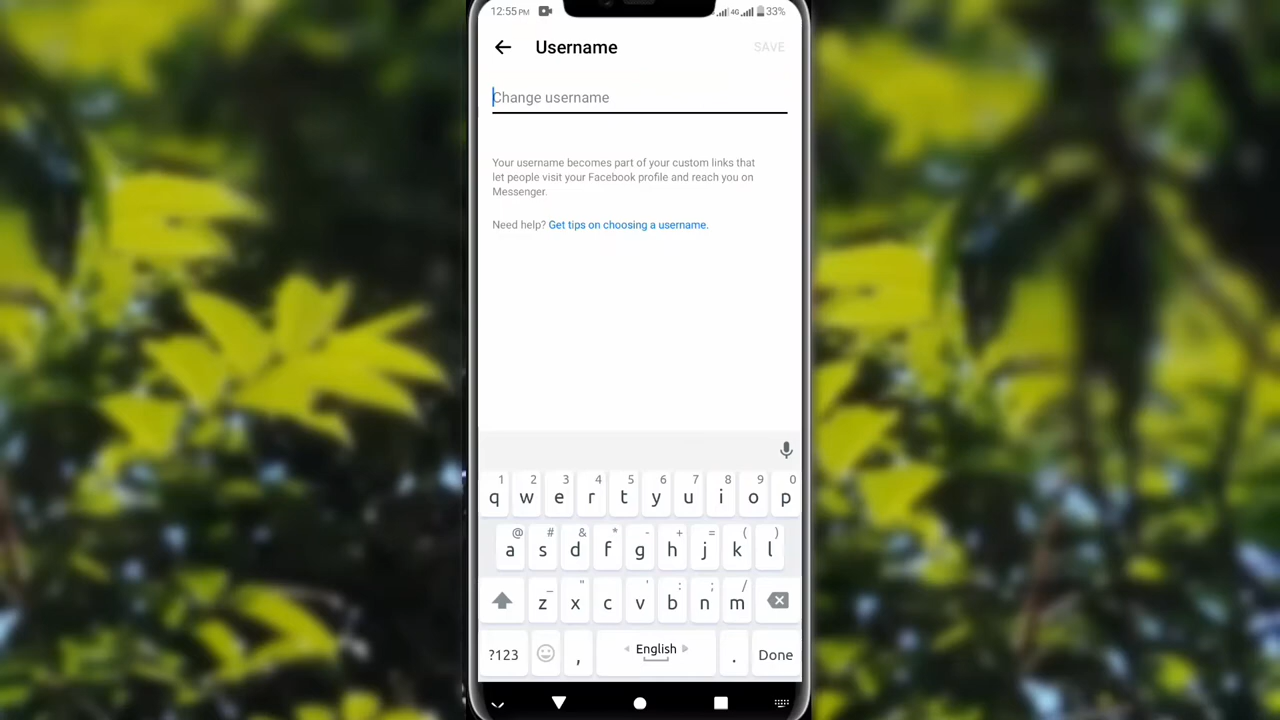 12:55PM 4G 33%
Username SAVE
Change username
Your username becomes part of your custom links that
let people visit your Facebook profile and reach you on
Messenger.
Need help? Get tips on choosing a username.
1 2 3 4 5 6 7 8 9 0
q w e r t y u i o p
@ # & * - + = ( )
a s d f g h j k l
_ " ' : ; /
z x c v b n m
?123 , English . Done